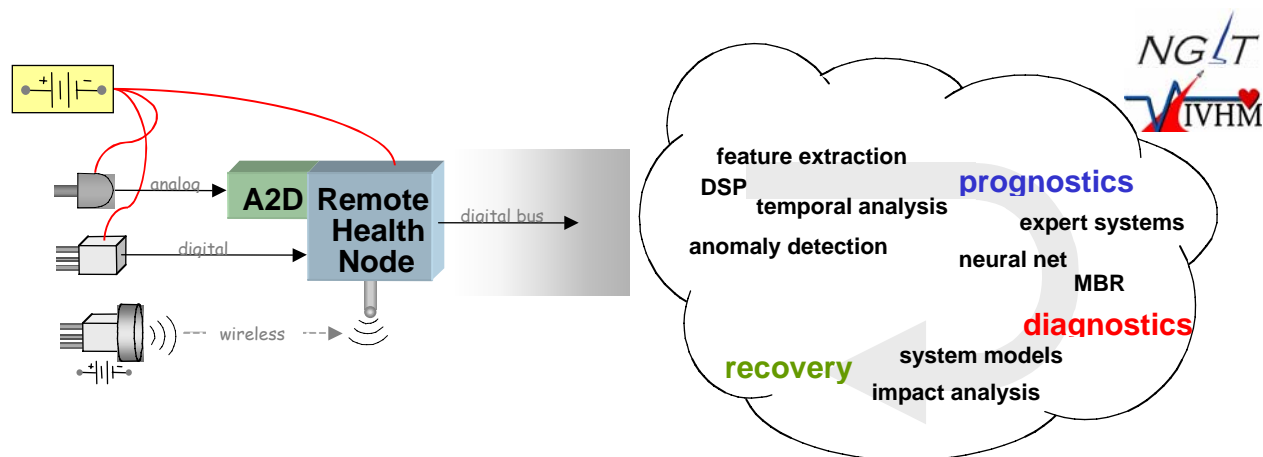 NGLT
IVHM
+ -
analog
A2D
Remote
Health
Node
digital bus
digital
wireless
+ -
feature extraction
DSP
temporal analysis
anomaly detection
prognostics
expert systems
neural net
MBR
diagnostics
system models
impact analysis
recovery